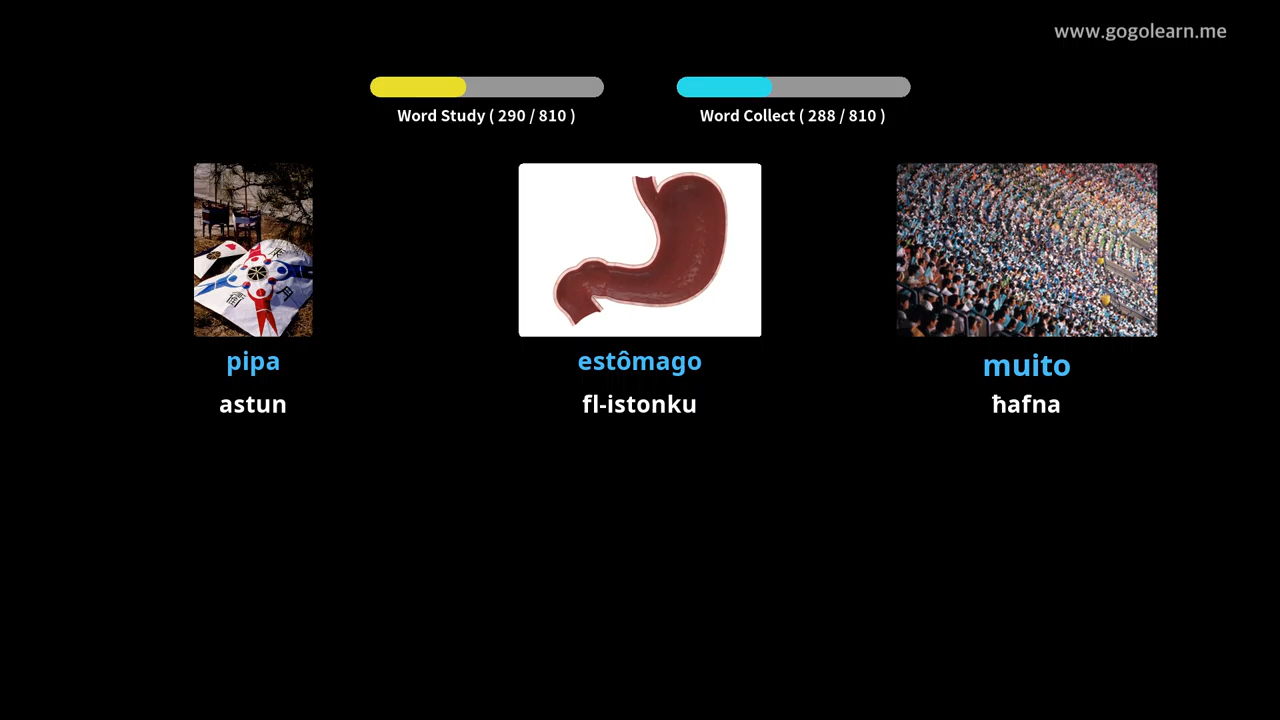 www.gogolearn.me
Word Study ( 290 / 810 )
Word Collect ( 288 / 810 )
pipa
estômago
muito
astun
fl-istonku
ħafna